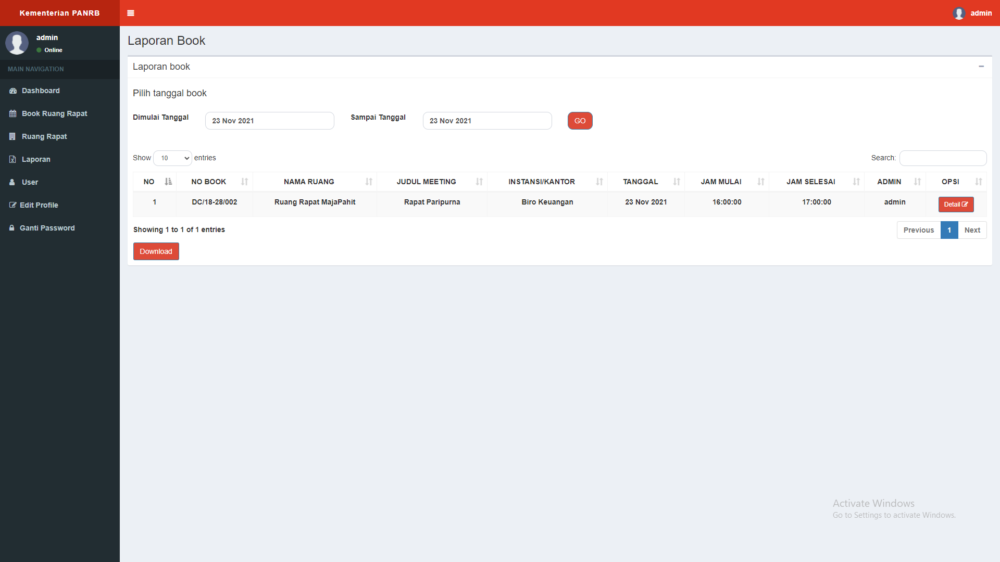 Kementerian PANRB
admin
admin
Online
MAIN NAVIGATION
Dashboard
Book Ruang Rapat
Ruang Rapat
Laporan
User
Edit Profile
Ganti Password
Laporan Book
Laporan book
Pilih tanggal book
Dimulai Tanggal 23 Nov 2021 Sampai Tanggal 23 Nov 2021 GO
Show 10 entries Search:
NO NO BOOK NAMA RUANG JUDUL MEETING INSTANSI/KANTOR TANGGAL JAM MULAI JAM SELESAI ADMIN OPSI
1 DC/18-28/002 Ruang Rapat MajaPahit Rapat Paripurna Biro Keuangan 23 Nov 2021 16:00:00 17:00:00 admin Detail
Showing 1 to 1 of 1 entries Previous 1 Next
Download
Activate Windows
Go to Settings to activate Windows.